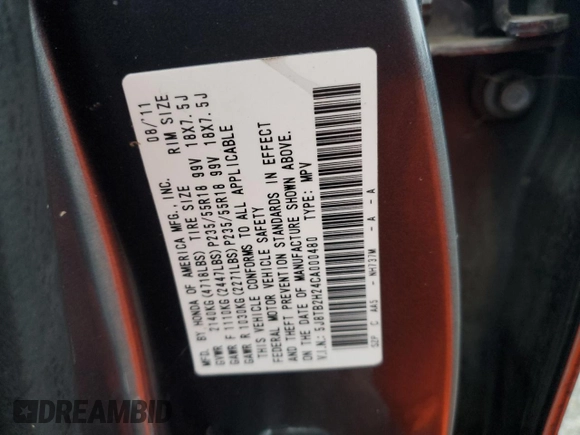 MFD. BY HONDA OF AMERICA MFG., INC. 08/'11
TIRE SIZE RIM SIZE
GVWR 2140KG(4718LBS)
GAWR F 1110KG(2447LBS) P235/55R18 99V 18X7.5J
GAWR R 1030KG(2271LBS) P235/55R18 99V 18X7.5J
THIS VEHICLE CONFORMS TO ALL APPLICABLE
FEDERAL MOTOR VEHICLE SAFETY
AND THEFT PREVENTION STANDARDS IN EFFECT
ON THE DATE OF MANUFACTURE SHOWN ABOVE.
V.I.N.: 5J8TB2H24CA000480 TYPE: MPV
SZP C AA5 - NH737M - A - A
DREAMBID